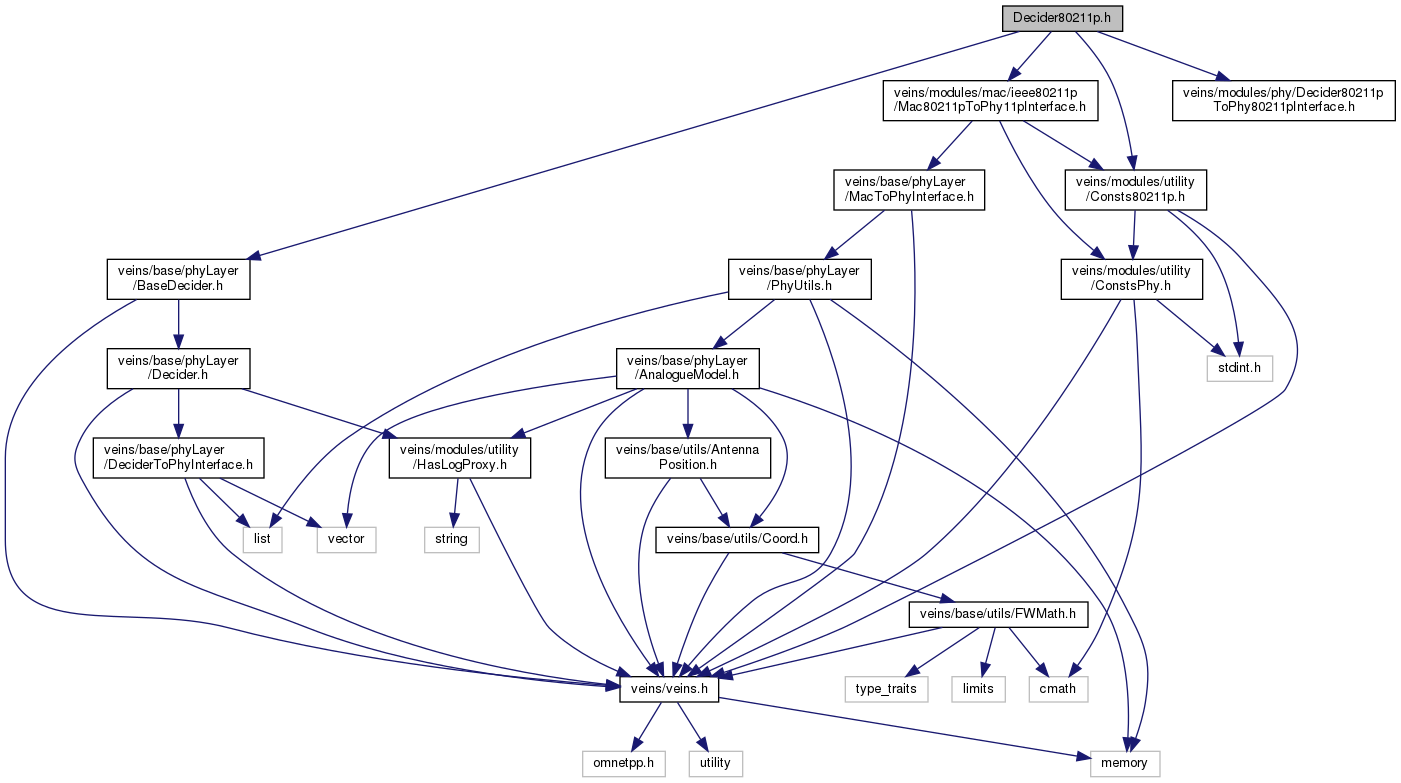 Decider80211p.h
veins/modules/mac/ieee80211p
/Mac80211pToPhy11pInterface.h
veins/modules/phy/Decider80211p
ToPhy80211pInterface.h
veins/base/phyLayer
/MacToPhyInterface.h
veins/modules/utility
/Consts80211p.h
veins/base/phyLayer
/BaseDecider.h
veins/base/phyLayer
/PhyUtils.h
veins/modules/utility
/ConstsPhy.h
veins/base/phyLayer
/Decider.h
veins/base/phyLayer
/AnalogueModel.h
stdint.h
veins/base/phyLayer
/DeciderToPhyInterface.h
veins/modules/utility
/HasLogProxy.h
veins/base/utils/Antenna
Position.h
list
vector
string
veins/base/utils/Coord.h
veins/base/utils/FWMath.h
veins/veins.h
type_traits
limits
cmath
omnetpp.h
utility
memory